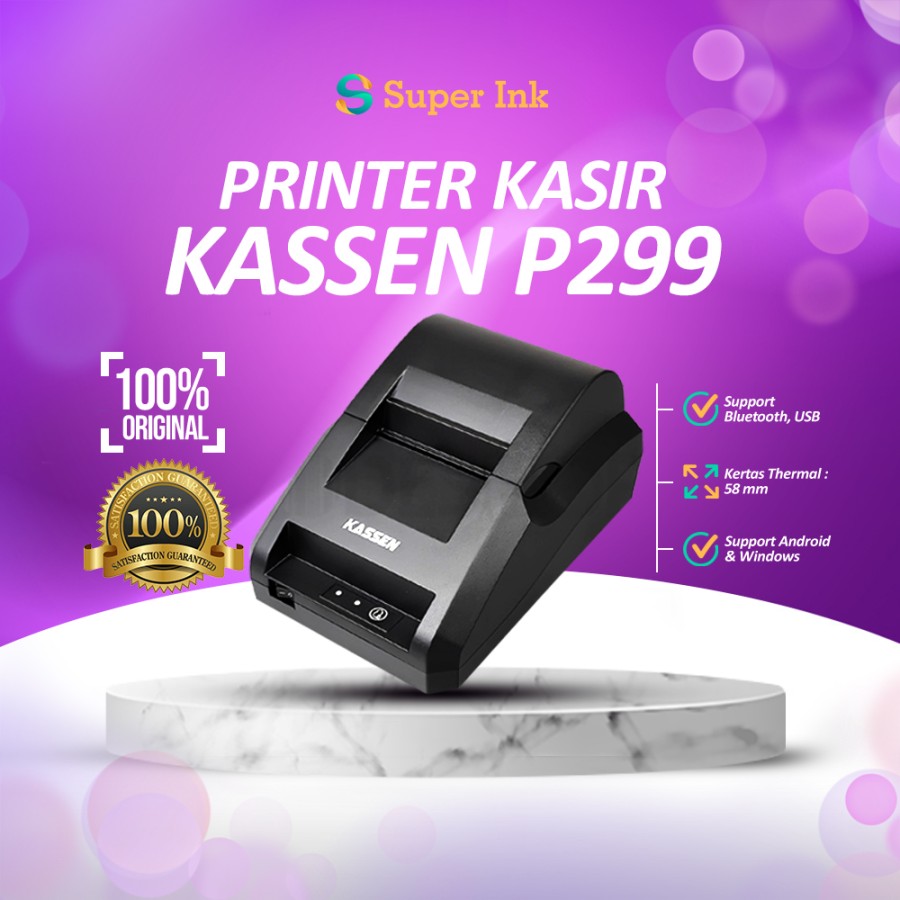 Super Ink
PRINTER KASIR
KASSEN P299
100%
ORIGINAL
SATISFACTION GUARANTEED
100%
SATISFACTION GUARANTEED
KASSEN
Support
Bluetooth, USB
Kertas Thermal :
58 mm
Support Android
& Windows